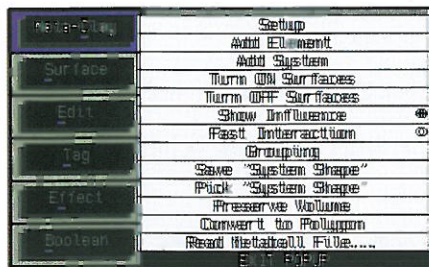 Meta-Clay
Surface
Edit
Tag
Effect
Boolean
Setup
Add Element
Add System
Turn ON Surfaces
Turn OFF Surfaces
Show Influence
Fast Interaction
Grouping
Save "System Shape"
Pick "System Shape"
Preserve Volume
Convert to Polygon
Read Metaball File.....
EXIT POPUP